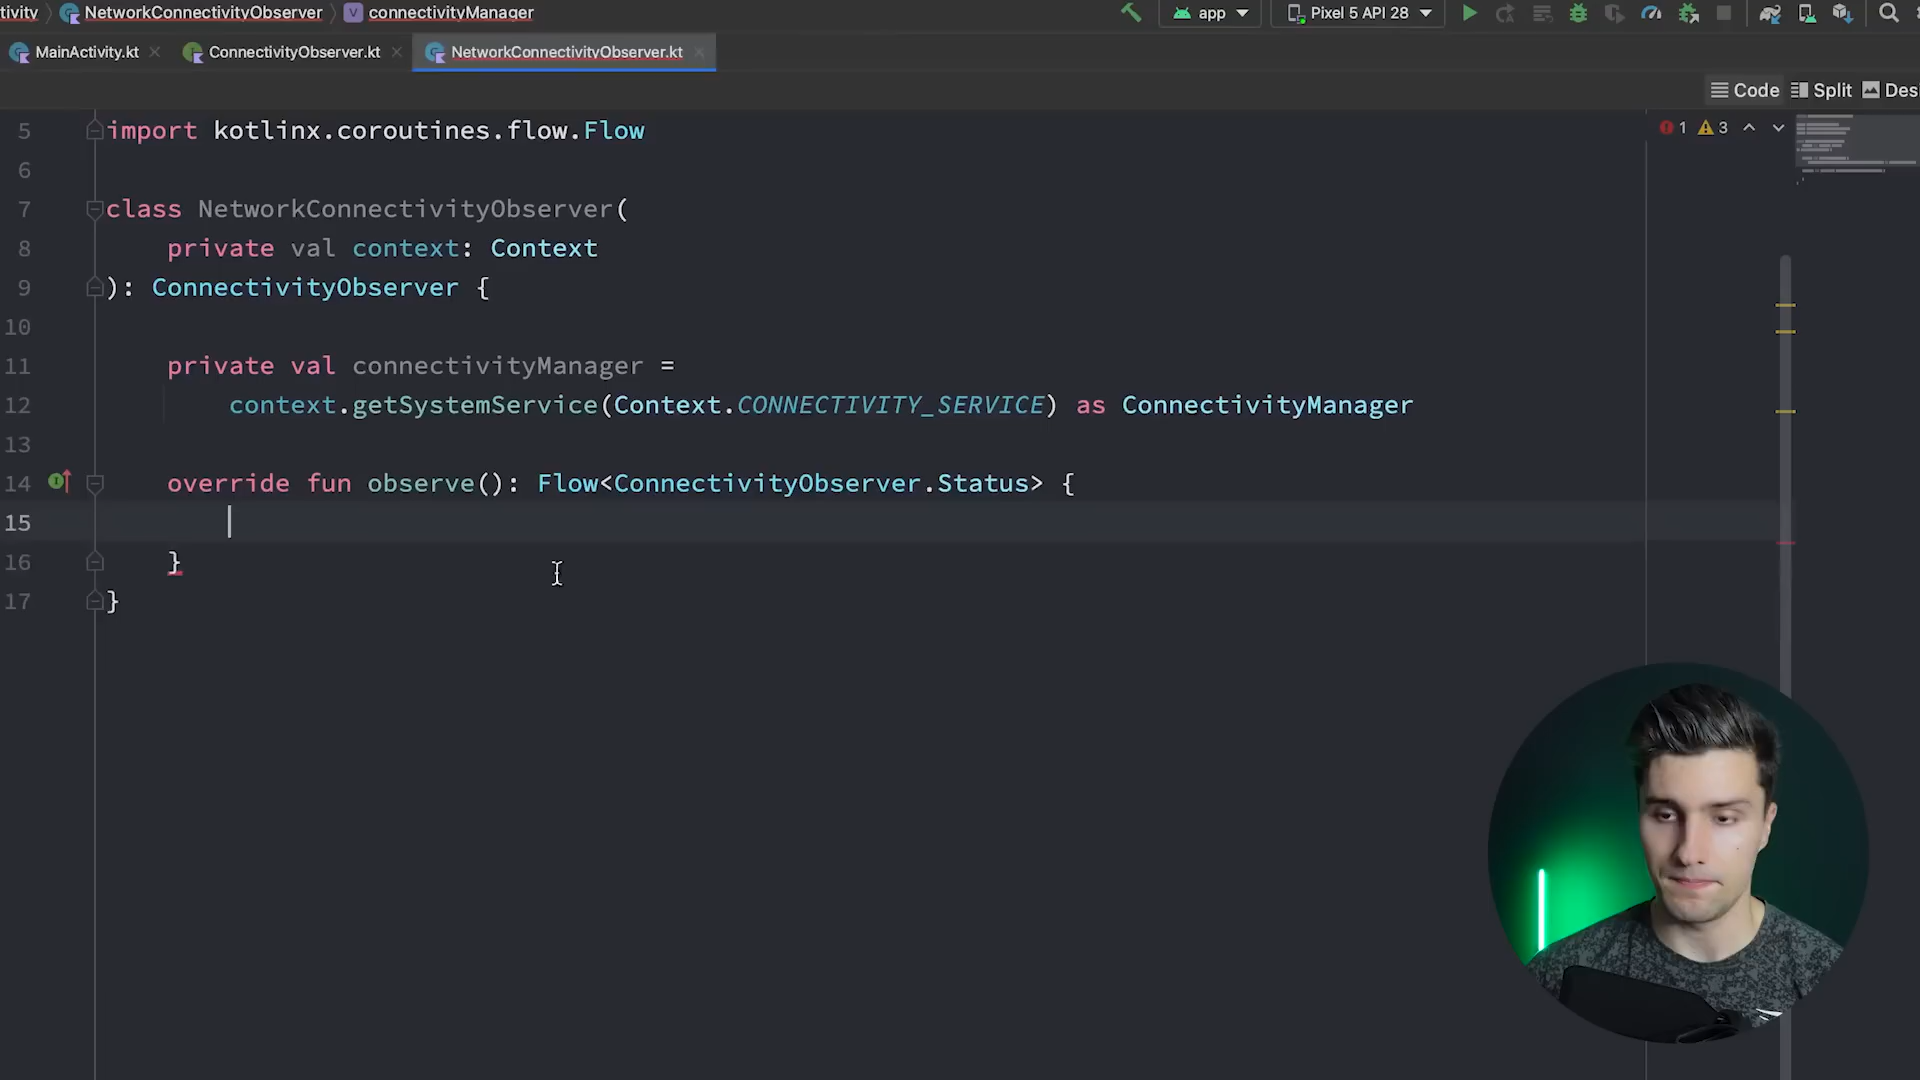 tivity NetworkConnectivityObserver connectivityManager app Pixel 5 API 28
MainActivity.kt ConnectivityObserver.kt NetworkConnectivityObserver.kt
Code Split Desi
1 3
5 import kotlinx.coroutines.flow.Flow
6
7 class NetworkConnectivityObserver(
8 private val context: Context
9 ): ConnectivityObserver {
10
11 private val connectivityManager =
12 context.getSystemService(Context.CONNECTIVITY_SERVICE) as ConnectivityManager
13
14 override fun observe(): Flow<ConnectivityObserver.Status> {
15
16 }
17 }